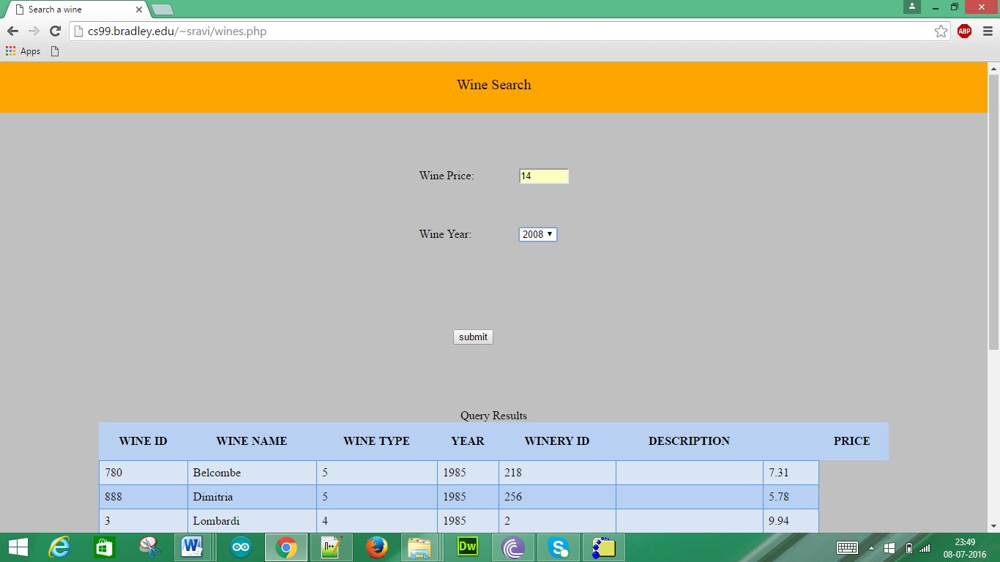 Search a wine
cs99.bradley.edu/~sravi/wines.php
ABP
Apps
Wine Search
Wine Price: 14
Wine Year: 2008
submit
Query Results
WINE ID WINE NAME WINE TYPE YEAR WINERY ID DESCRIPTION PRICE
780 Belcombe 5 1985 218 7.31
888 Dimitria 5 1985 256 5.78
3 Lombardi 4 1985 2 9.94
Dw
23:49
08-07-2016